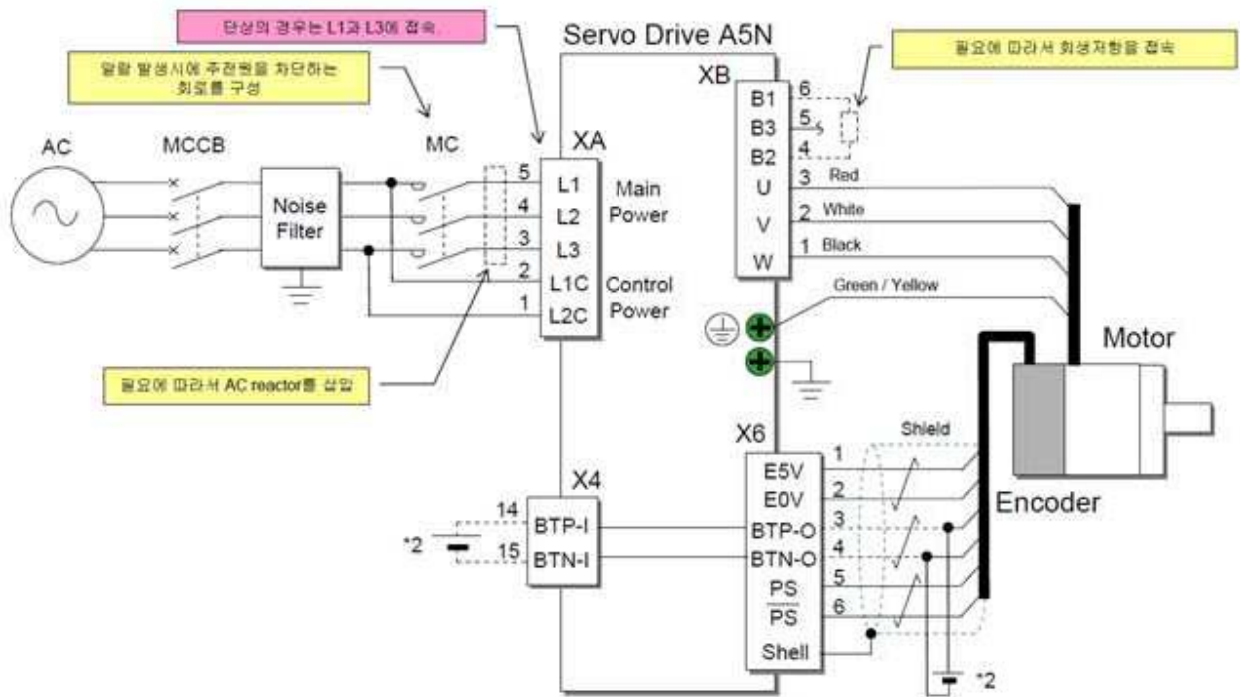 단상의 경우는 L1과 L3에 접속.
Servo Drive A5N
필요에 따라서 회생저항을 접속
알람 발생시에 주전원을 차단하는
회로를 구성
AC
MCCB
Noise
Filter
MC
XA
5
L1
4
L2
3
L3
2
L1C
1
L2C
Main
Power
Control
Power
XB
B1
6
B3
5
B2
4
U
3
Red
V
2
White
W
1
Black
Green / Yellow
Motor
필요에 따라서 AC reactor를 삽입
X6
Shield
E5V
1
E0V
2
BTP-O
3
BTN-O
4
PS
5
PS
6
Shell
Encoder
X4
14
BTP-I
15
BTN-I
*2
*2